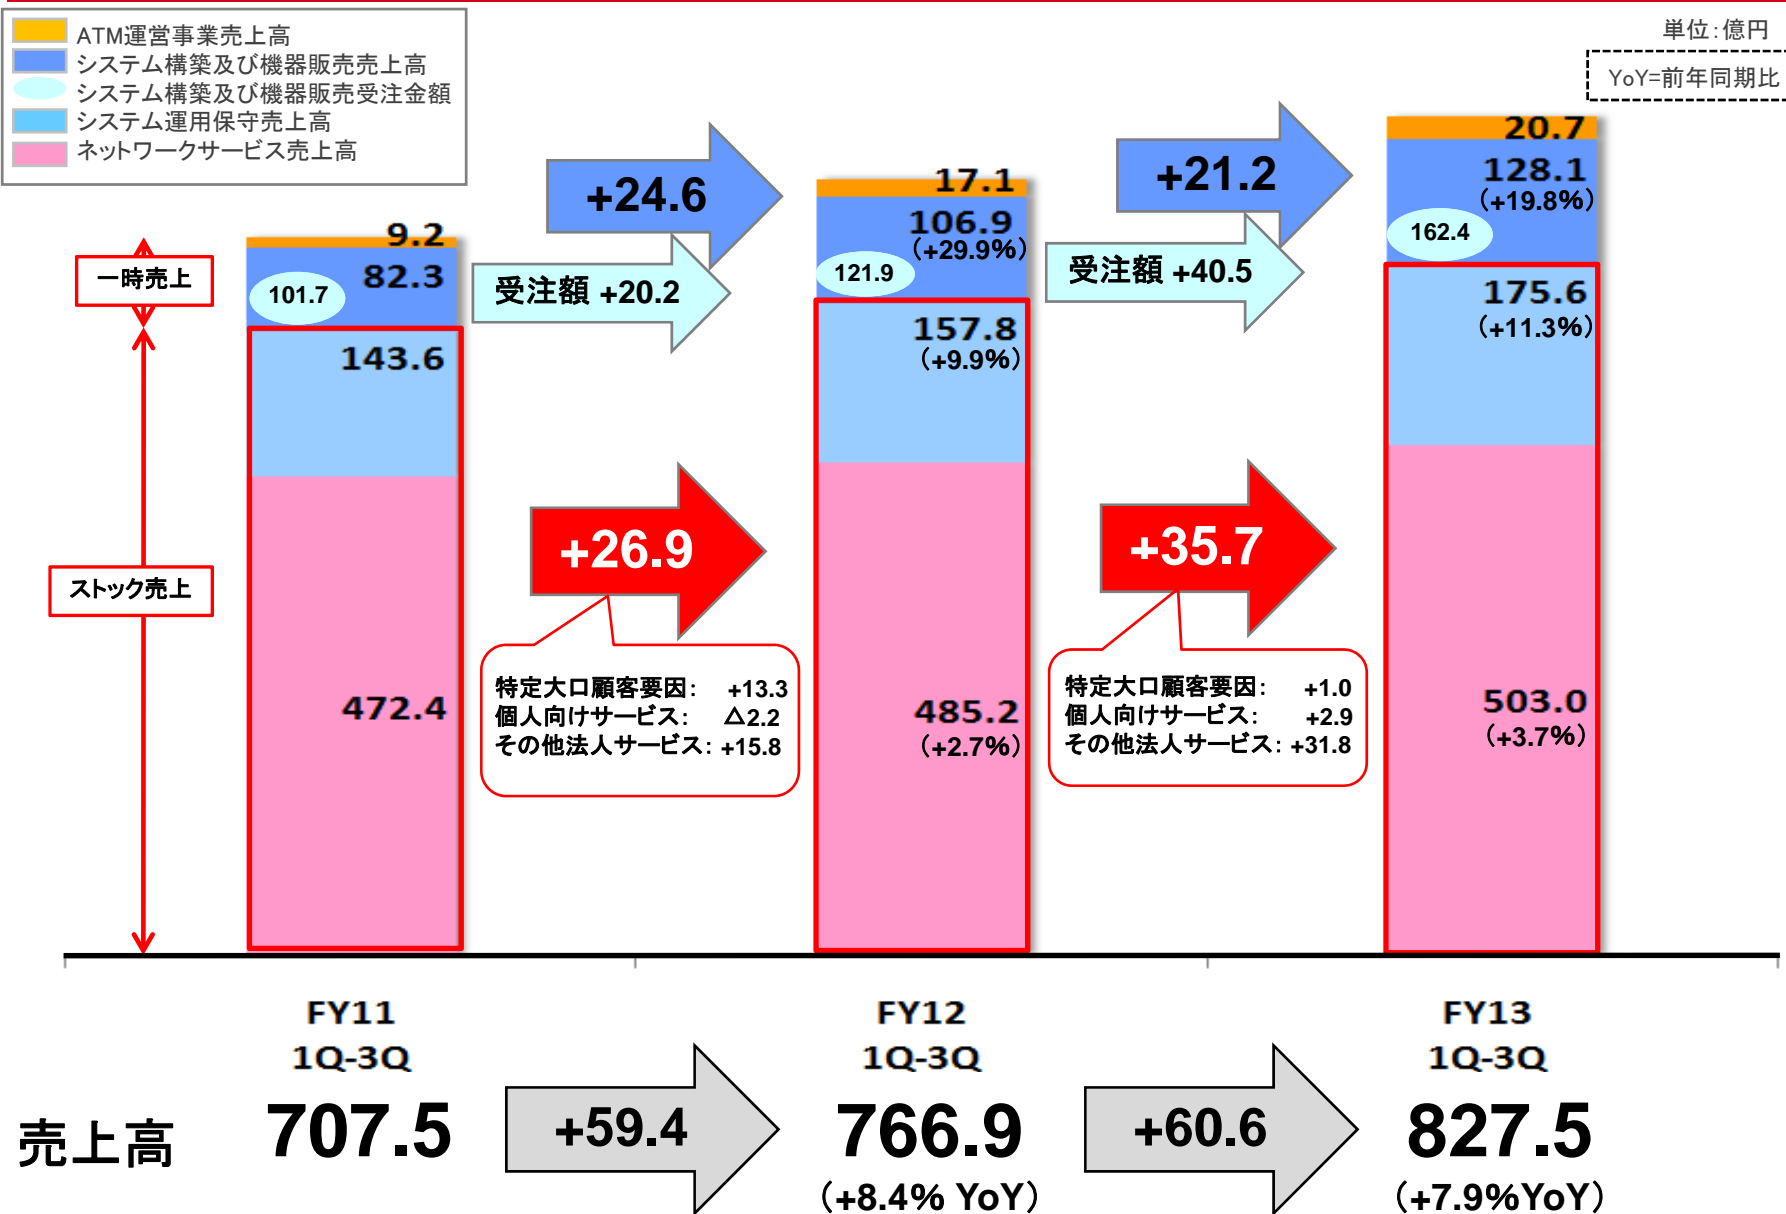 ATM運営事業売上高
システム構築及び機器販売売上高
システム構築及び機器販売受注金額
システム運用保守売上高
ネットワークサービス売上高
単位:億円
YoY=前年同期比
一時売上
ストック売上
9.2
82.3
101.7
143.6
472.4
+24.6
受注額 +20.2
+26.9
特定大口顧客要因: +13.3
個人向けサービス: △2.2
その他法人サービス: +15.8
17.1
106.9
(+29.9%)
121.9
157.8
(+9.9%)
485.2
(+2.7%)
+21.2
受注額 +40.5
+35.7
特定大口顧客要因: +1.0
個人向けサービス: +2.9
その他法人サービス: +31.8
20.7
128.1
(+19.8%)
162.4
175.6
(+11.3%)
503.0
(+3.7%)
FY11
1Q-3Q
FY12
1Q-3Q
FY13
1Q-3Q
売上高
707.5
+59.4
766.9
(+8.4% YoY)
+60.6
827.5
(+7.9%YoY)